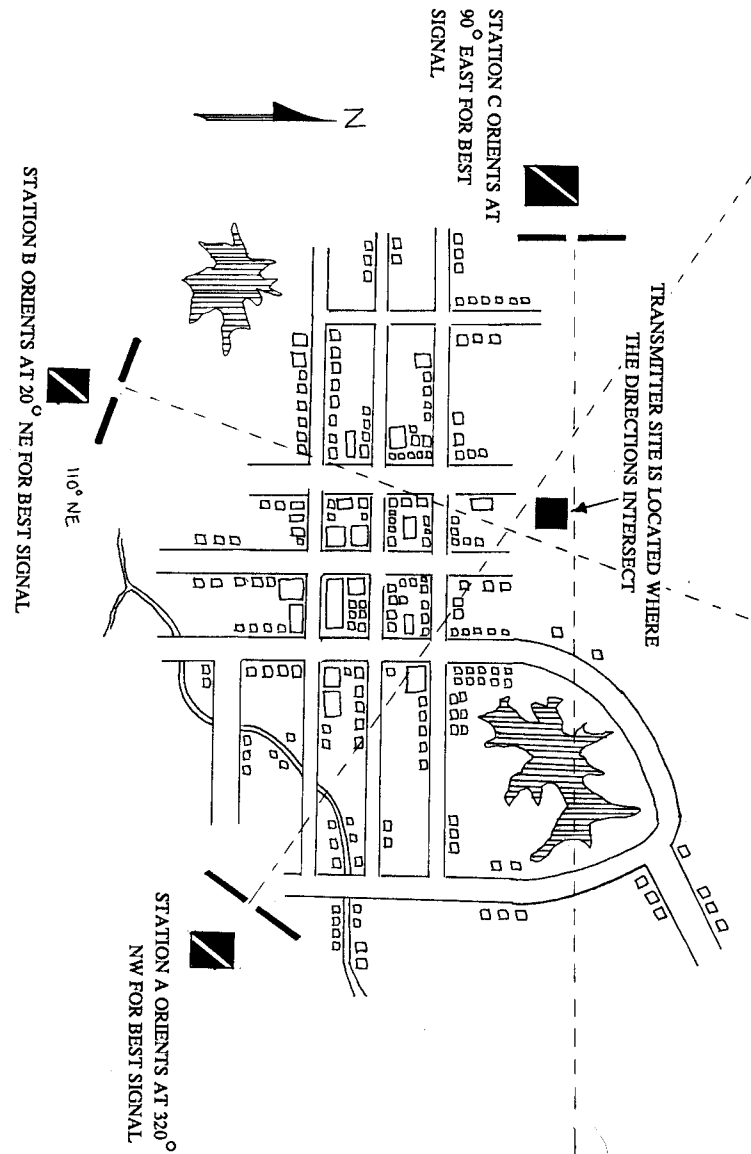 STATION C ORIENTS AT
90° EAST FOR BEST
SIGNAL
N
TRANSMITTER SITE IS LOCATED WHERE
THE DIRECTIONS INTERSECT
STATION B ORIENTS AT 20° NE FOR BEST SIGNAL
110° NE
STATION A ORIENTS AT 320°
NW FOR BEST SIGNAL